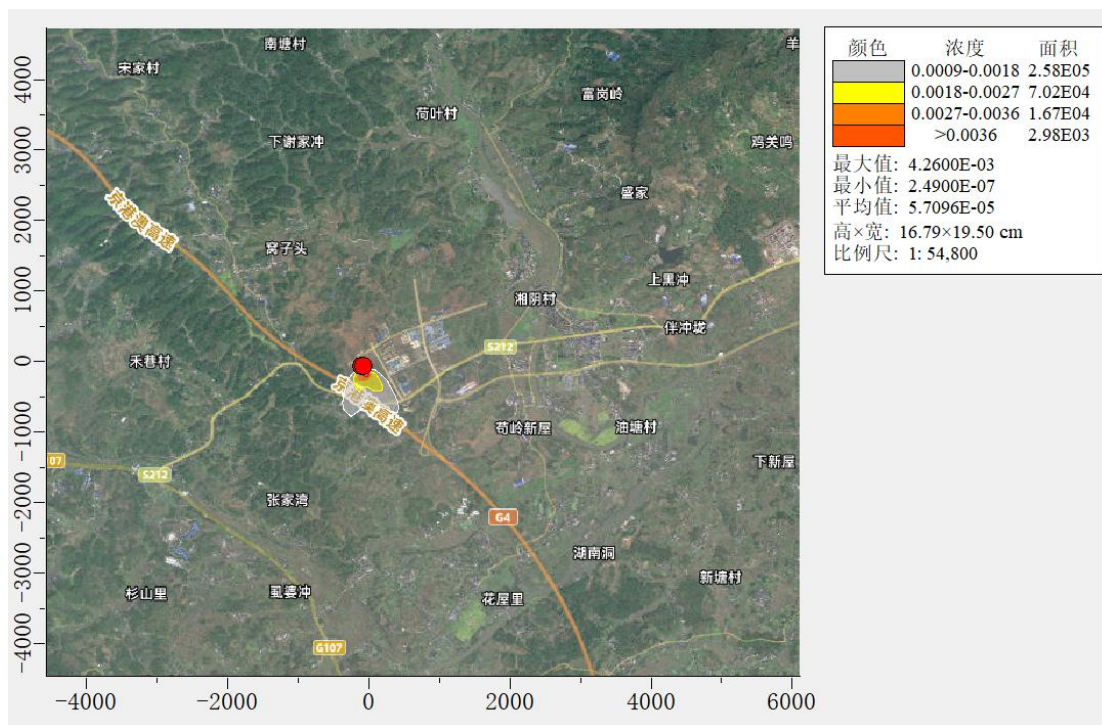 颜色 浓度 面积
0.0009-0.0018 2.58E05
0.0018-0.0027 7.02E04
0.0027-0.0036 1.67E04
>0.0036 2.98E03
最大值: 4.2600E-03
最小值: 2.4900E-07
平均值: 5.7096E-05
高×宽: 16.79×19.50 cm
比例尺: 1: 54,800
南塘村
羊
宋家村
荷叶村
富岗岭
下谢家冲
鸡关鸣
盛家
京港澳高速
窝子头
上黑冲
湘阴村
伴冲垅
S212
禾巷村
京港澳高速
苟岭新屋
油塘村
07
S212
下新屋
张家湾
G4
湖南洞
新塘村
杉山里
虱婆冲
花屋里
G107
4000
3000
2000
1000
0
-1000
-2000
-3000
-4000
-4000 -2000 0 2000 4000 6000